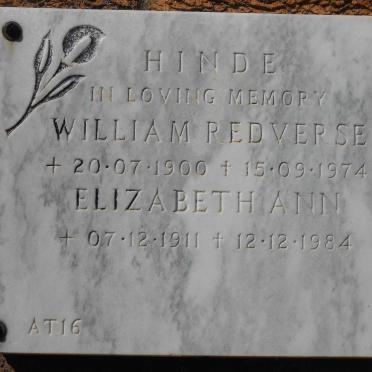 HINDE
IN LOVING MEMORY
WILLIAM REDVERSE
+ 20·07·1900 † 15·09·1974
ELIZABETH ANN
+ 07·12·1911 † 12·12·1984
AT16